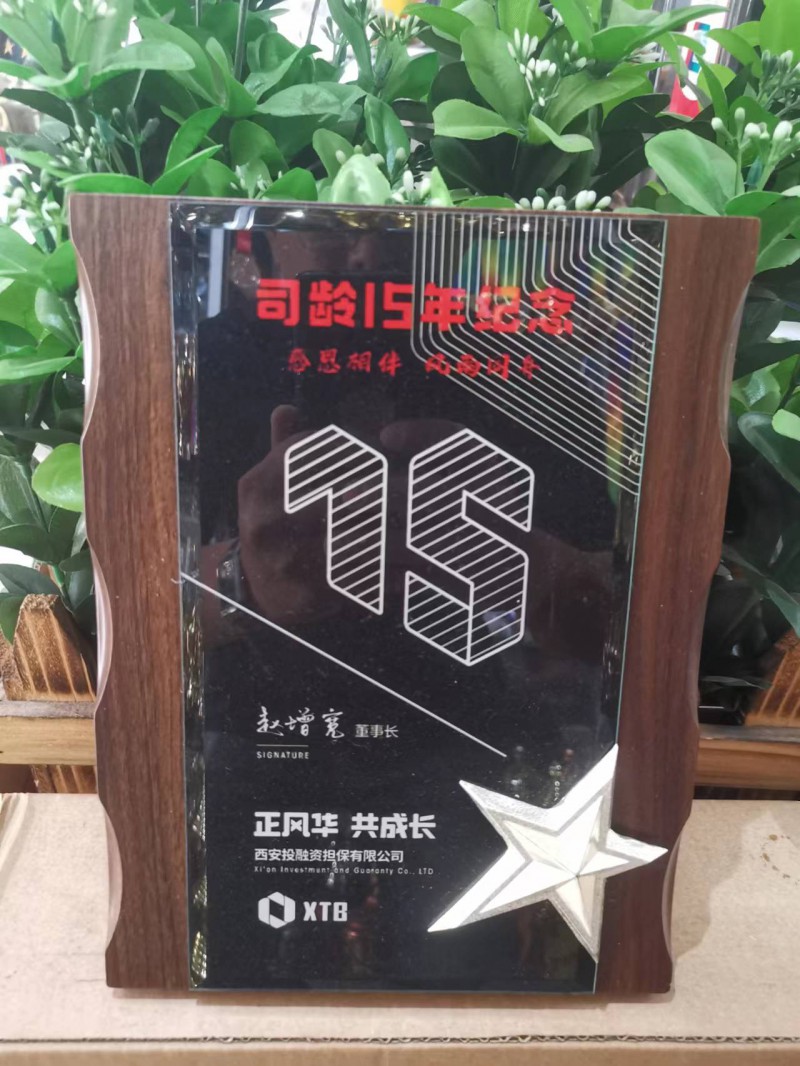 司龄15年纪念
感恩相伴 风雨同舟
15
赵增宽 董事长
SIGNATURE
正风华 共成长
西安投融资担保有限公司
Xi'an Investment and Guaranty Co., LTD
XTB